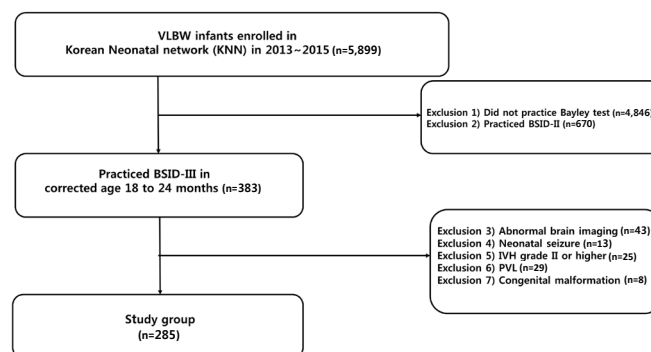 VLBW infants enrolled in
Korean Neonatal network (KNN) in 2013~2015 (n=5,899)
Exclusion 1) Did not practice Bayley test (n=4,846)
Exclusion 2) Practiced BSID-II (n=670)
Practiced BSID-III in
corrected age 18 to 24 months (n=383)
Exclusion 3) Abnormal brain imaging (n=43)
Exclusion 4) Neonatal seizure (n=13)
Exclusion 5) IVH grade II or higher (n=25)
Exclusion 6) PVL (n=29)
Exclusion 7) Congenital malformation (n=8)
Study group
(n=285)